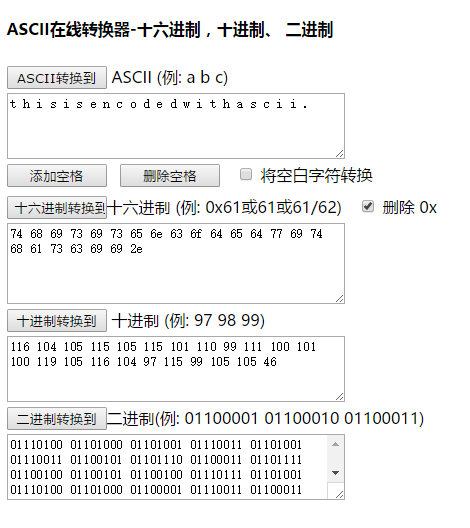 ASCII在线转换器-十六进制，十进制、 二进制
ASCII转换到 ASCII (例: a b c)
t h i s i s e n c o d e d w i t h a s c i i .
添加空格 删除空格 将空白字符转换
十六进制转换到 十六进制 (例: 0x61或61或61/62) 删除 0x
74 68 69 73 69 73 65 6e 63 6f 64 65 64 77 69 74
68 61 73 63 69 69 2e
十进制转换到 十进制 (例: 97 98 99)
116 104 105 115 105 115 101 110 99 111 100 101
100 119 105 116 104 97 115 99 105 105 46
二进制转换到 二进制(例: 01100001 01100010 01100011)
01110100 01101000 01101001 01110011 01101001
01110011 01100101 01101110 01100011 01101111
01100100 01100101 01100100 01110111 01101001
01110100 01101000 01100001 01110011 01100011